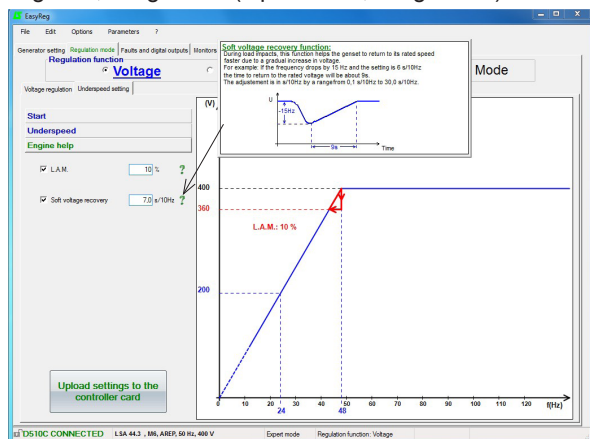 EasyReg
File Edit Options Parameters ?
Generator setting Regulation mode Faults and digital outputs Monitors
Regulation function
Voltage
Mode
Voltage regulation Underspeed setting
Soft voltage recovery function:
During load impacts, this function helps the genset to return to its rated speed
faster due to a gradual increase in voltage.
For example: If the frequency drops by 15 Hz and the setting is 6 s/10Hz
the time to return to the rated voltage will be about 9s.
The adjustement is in s/10Hz by a rangefrom 0,1 s/10Hz to 30,0 s/10Hz.
U
-15Hz
9s
Time
Start
Underspeed
Engine help
L.A.M. 10 % ?
Soft voltage recovery 7,0 s/10Hz ?
(V)
400
360
L.A.M.: 10 %
200
0 10 20 30 40 50 60 70 80 90 100 110 120 f(Hz)
24 48
Upload settings to the
controller card
D510C CONNECTED LSA 44.3 , M6, AREP, 50 Hz, 400 V Expert mode Regulation function: Voltage